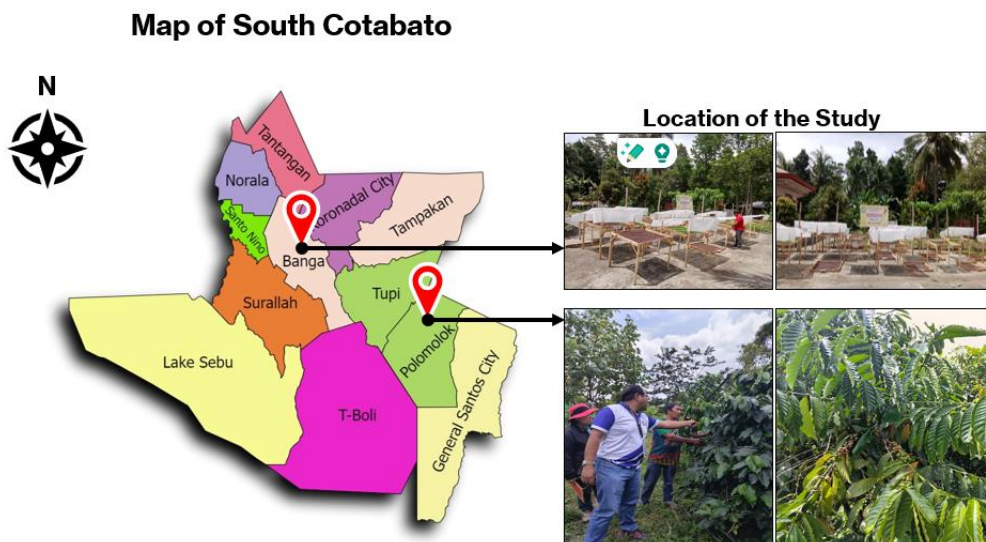 Map of South Cotabato
N
Location of the Study
Tantangan
Norala
Koronadal City
Tampakan
Santo Nino
Banga
Tupi
Surallah
Polomolok
Lake Sebu
T-Boli
General Santos City